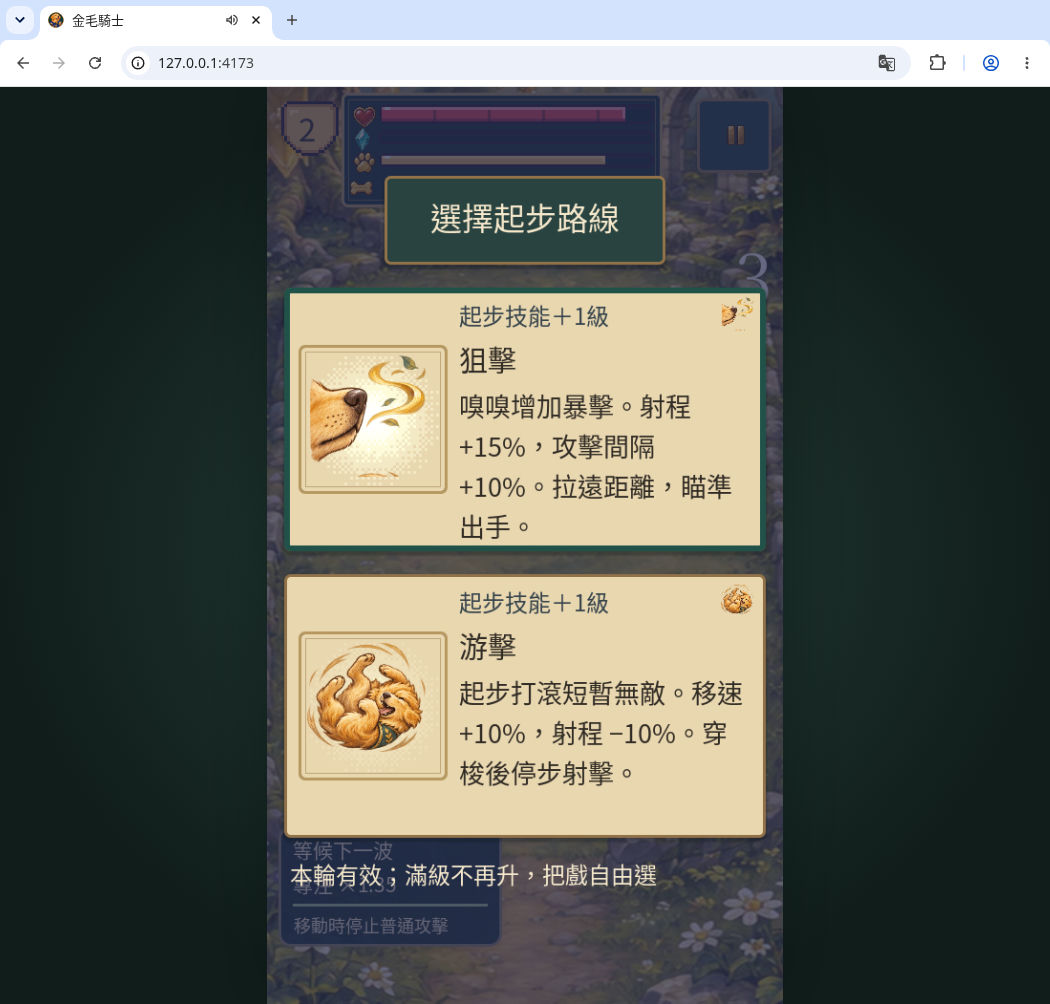 金毛騎士
127.0.0.1:4173
2
選擇起步路線
3
起步技能＋1級
狙擊
嗅嗅增加暴擊。射程
+15%，攻擊間隔
+10%。拉遠距離，瞄準
出手。
起步技能＋1級
游擊
起步打滾短暫無敵。移速
+10%，射程 −10%。穿
梭後停步射擊。
等候下一波
本輪有效；滿級不再升，把戲自由選
專注 ×1.35
移動時停止普通攻擊